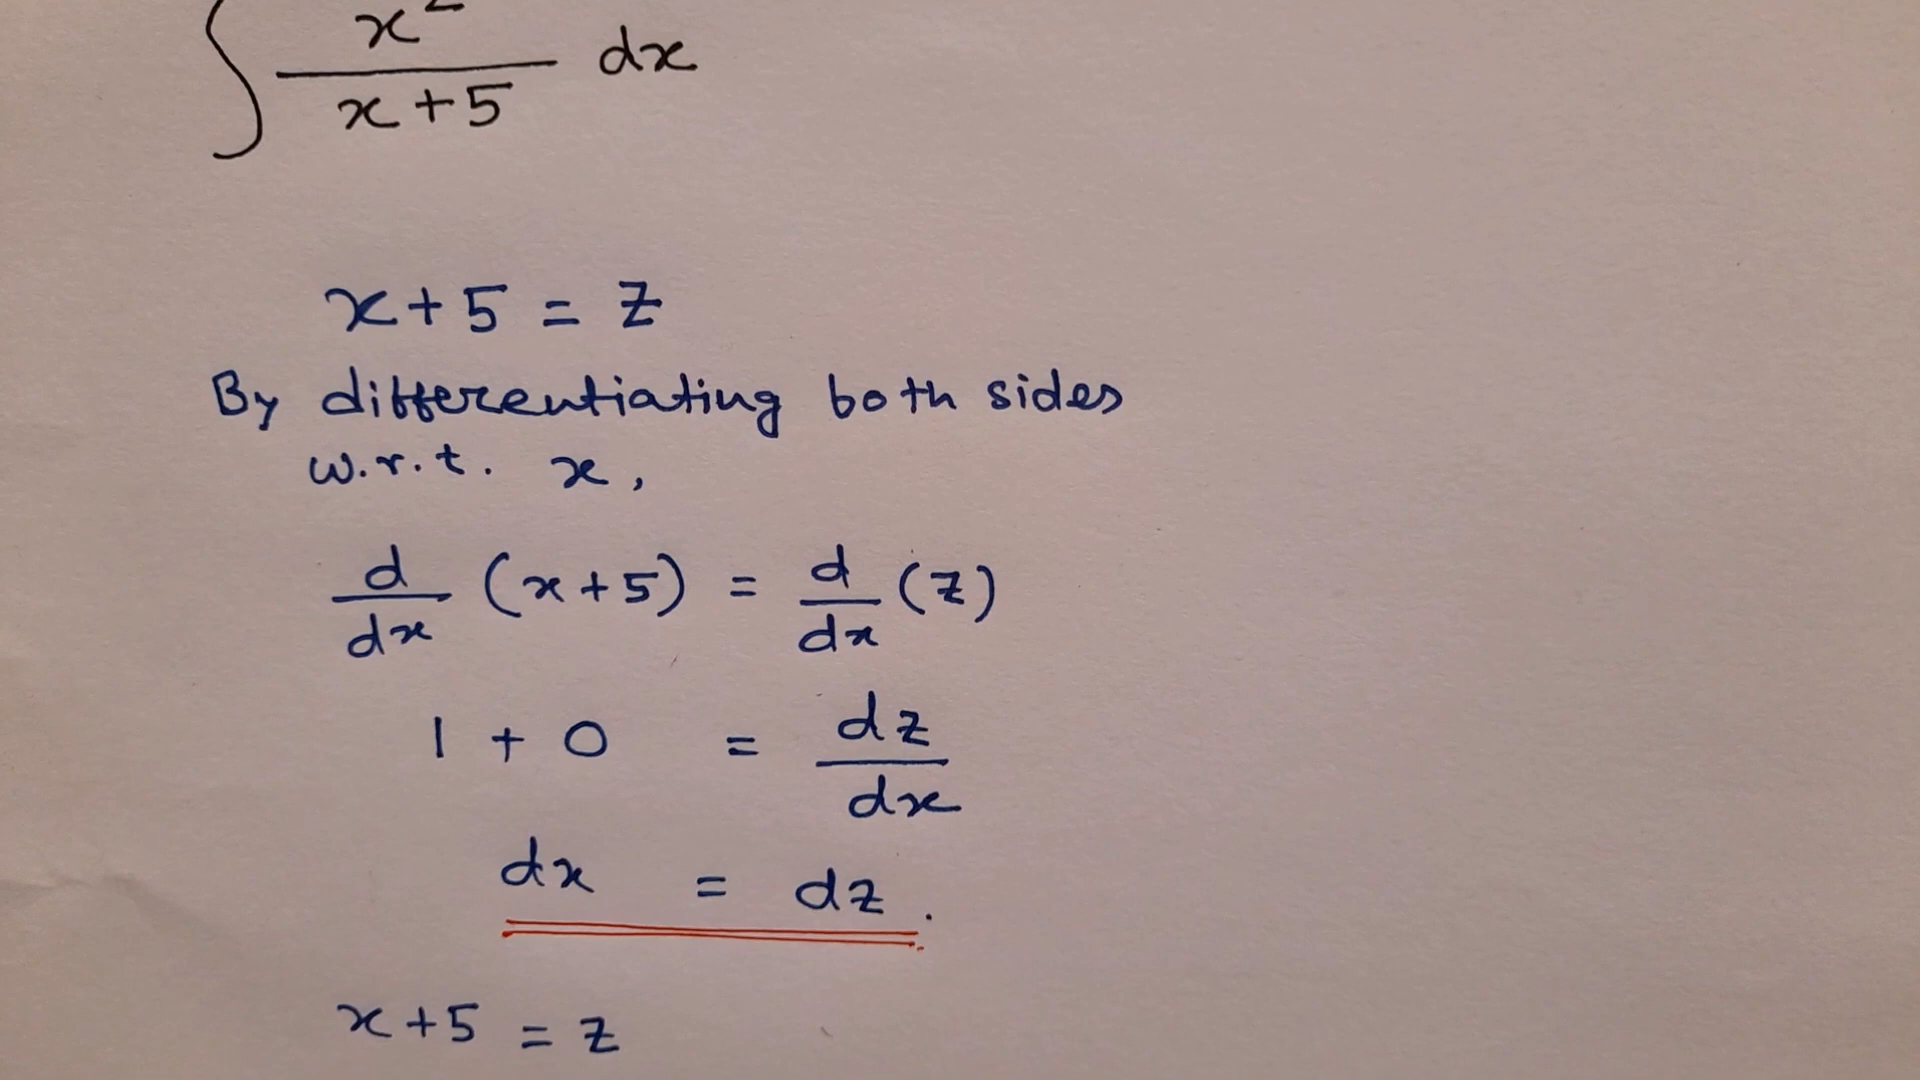 ∫ x² / (x+5) dx
x+5 = z
By differentiating both sides
w.r.t. x,
d/dx (x+5) = d/dx (z)
1 + 0 = dz/dx
dx = dz.
x+5 = z